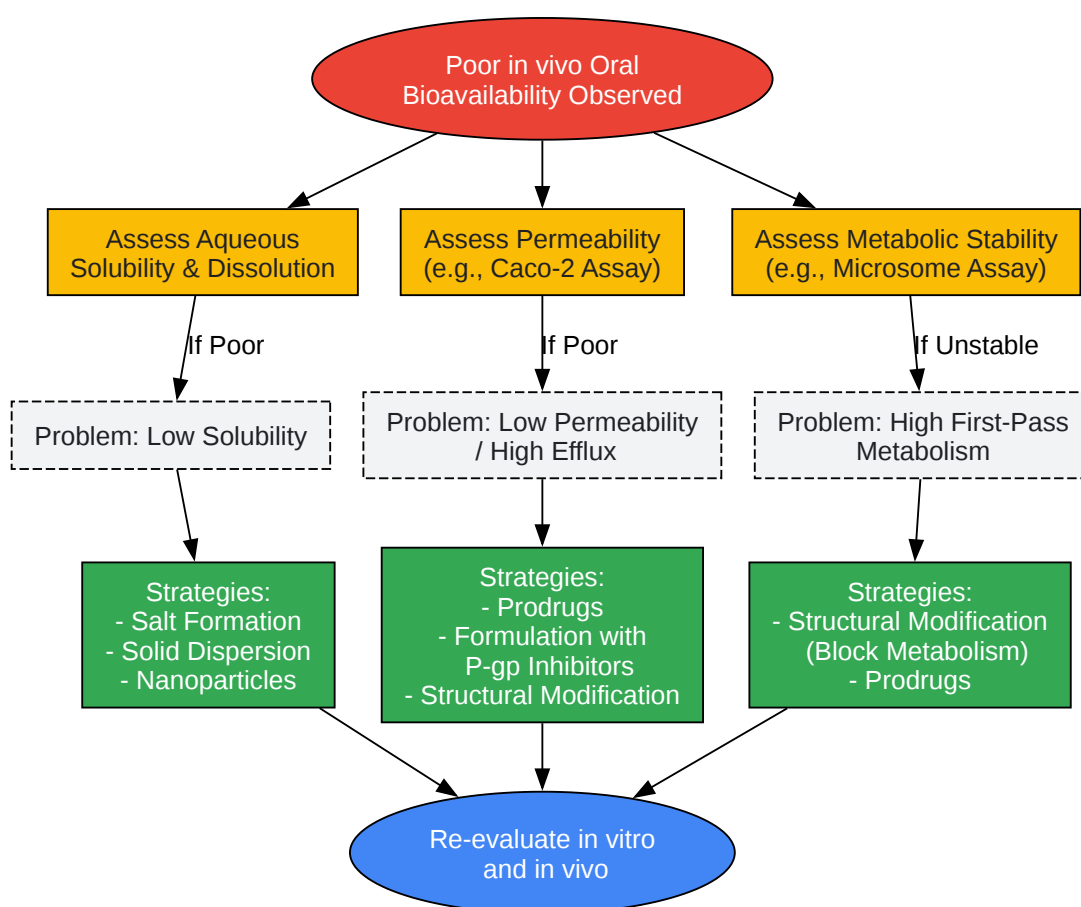 Poor in vivo Oral
Bioavailability Observed
Assess Aqueous
Solubility & Dissolution
Assess Permeability
(e.g., Caco-2 Assay)
Assess Metabolic Stability
(e.g., Microsome Assay)
If Poor
If Poor
If Unstable
Problem: Low Solubility
Problem: Low Permeability
/ High Efflux
Problem: High First-Pass
Metabolism
Strategies:
- Salt Formation
- Solid Dispersion
- Nanoparticles
Strategies:
- Prodrugs
- Formulation with
P-gp Inhibitors
- Structural Modification
Strategies:
- Structural Modification
(Block Metabolism)
- Prodrugs
Re-evaluate in vitro
and in vivo